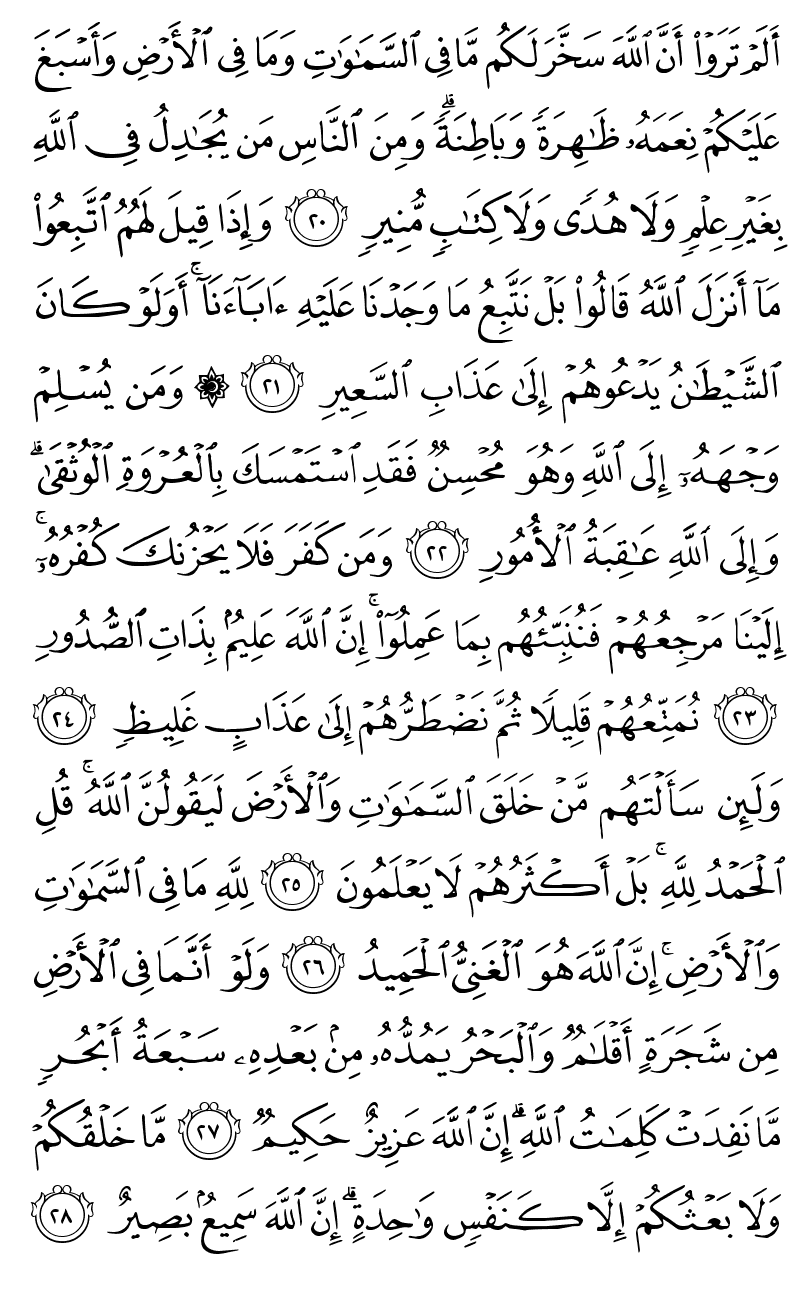 أَلَمْ تَرَوْا۟ أَنَّ ٱللَّهَ سَخَّرَ لَكُم مَّا فِى ٱلسَّمَـٰوَٰتِ وَمَا فِى ٱلْأَرْضِ وَأَسْبَغَ
عَلَيْكُمْ نِعَمَهُۥ ظَـٰهِرَةً وَبَاطِنَةً ۗ وَمِنَ ٱلنَّاسِ مَن يُجَـٰدِلُ فِى ٱللَّهِ
بِغَيْرِ عِلْمٍ وَلَا هُدًى وَلَا كِتَـٰبٍ مُّنِيرٍ ٢٠ وَإِذَا قِيلَ لَهُمُ ٱتَّبِعُوا۟
مَآ أَنزَلَ ٱللَّهُ قَالُوا۟ بَلْ نَتَّبِعُ مَا وَجَدْنَا عَلَيْهِ ءَابَآءَنَآ ۚ أَوَلَوْ كَانَ
ٱلشَّيْطَـٰنُ يَدْعُوهُمْ إِلَىٰ عَذَابِ ٱلسَّعِيرِ ٢١ ۞ وَمَن يُسْلِمْ
وَجْهَهُۥٓ إِلَى ٱللَّهِ وَهُوَ مُحْسِنٌ فَقَدِ ٱسْتَمْسَكَ بِٱلْعُرْوَةِ ٱلْوُثْقَىٰ ۗ
وَإِلَى ٱللَّهِ عَـٰقِبَةُ ٱلْأُمُورِ ٢٢ وَمَن كَفَرَ فَلَا يَحْزُنكَ كُفْرُهُۥٓ ۚ
إِلَيْنَا مَرْجِعُهُمْ فَنُنَبِّئُهُم بِمَا عَمِلُوٓا۟ ۚ إِنَّ ٱللَّهَ عَلِيمٌۢ بِذَاتِ ٱلصُّدُورِ
٢٣ نُمَتِّعُهُمْ قَلِيلًا ثُمَّ نَضْطَرُّهُمْ إِلَىٰ عَذَابٍ غَلِيظٍ ٢٤
وَلَئِن سَأَلْتَهُم مَّنْ خَلَقَ ٱلسَّمَـٰوَٰتِ وَٱلْأَرْضَ لَيَقُولُنَّ ٱللَّهُ ۚ قُلِ
ٱلْحَمْدُ لِلَّهِ ۚ بَلْ أَكْثَرُهُمْ لَا يَعْلَمُونَ ٢٥ لِلَّهِ مَا فِى ٱلسَّمَـٰوَٰتِ
وَٱلْأَرْضِ ۚ إِنَّ ٱللَّهَ هُوَ ٱلْغَنِىُّ ٱلْحَمِيدُ ٢٦ وَلَوْ أَنَّمَا فِى ٱلْأَرْضِ
مِن شَجَرَةٍ أَقْلَـٰمٌ وَٱلْبَحْرُ يَمُدُّهُۥ مِنۢ بَعْدِهِۦ سَبْعَةُ أَبْحُرٍ
مَّا نَفِدَتْ كَلِمَـٰتُ ٱللَّهِ ۗ إِنَّ ٱللَّهَ عَزِيزٌ حَكِيمٌ ٢٧ مَّا خَلْقُكُمْ
وَلَا بَعْثُكُمْ إِلَّا كَنَفْسٍ وَٰحِدَةٍ ۗ إِنَّ ٱللَّهَ سَمِيعٌۢ بَصِيرٌ ٢٨